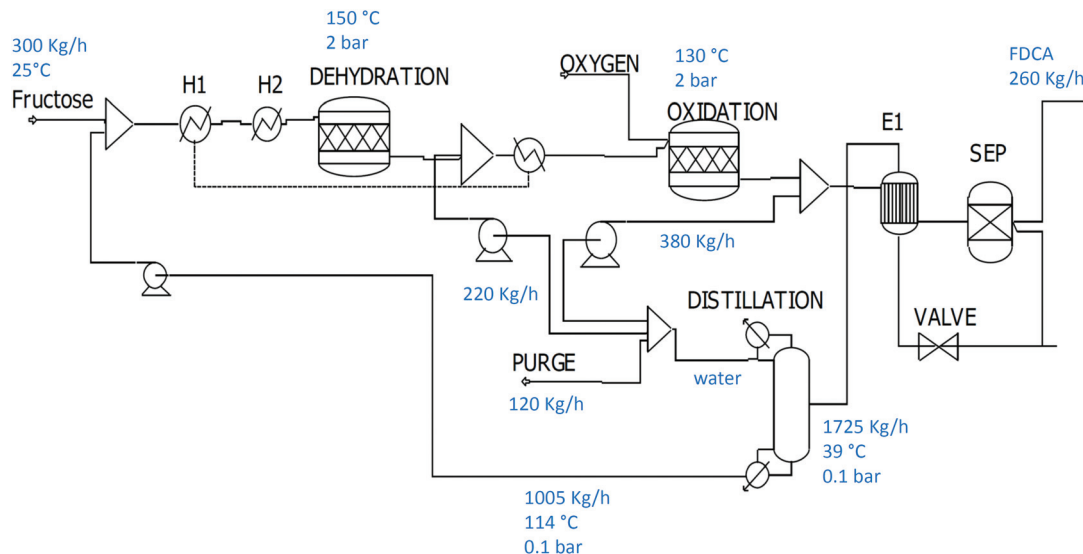 300 Kg/h
25°C
Fructose
H1
H2
150 °C
2 bar
DEHYDRATION
OXYGEN
130 °C
2 bar
OXIDATION
E1
SEP
FDCA
260 Kg/h
220 Kg/h
380 Kg/h
PURGE
120 Kg/h
DISTILLATION
water
VALVE
1725 Kg/h
39 °C
0.1 bar
1005 Kg/h
114 °C
0.1 bar